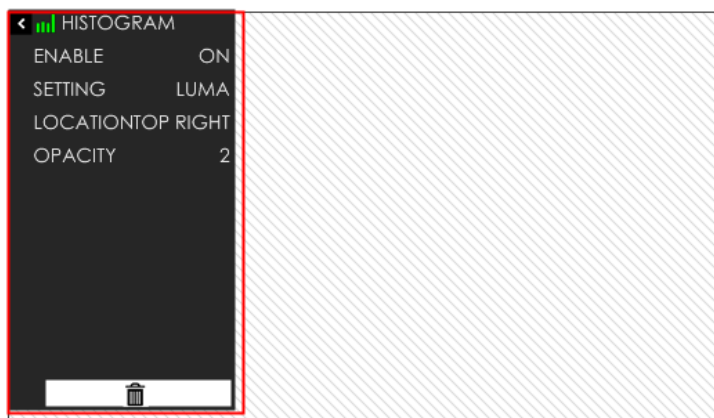 HISTOGRAM
ENABLE ON
SETTING LUMA
LOCATIONTOP RIGHT
OPACITY 2